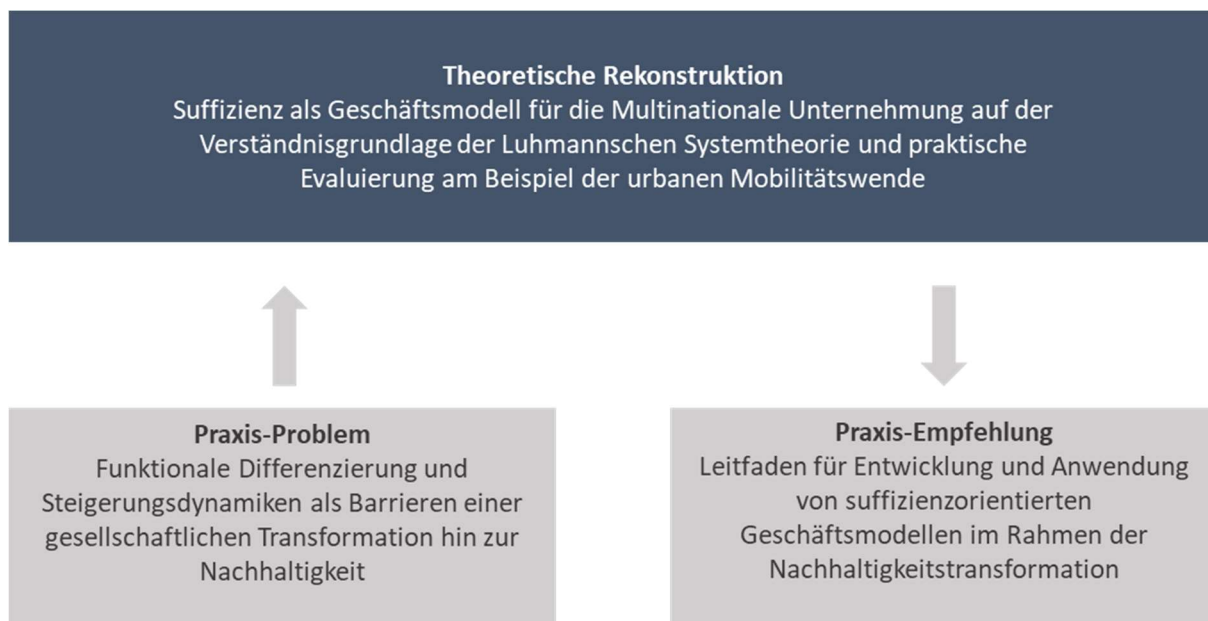 Theoretische Rekonstruktion
Suffizienz als Geschäftsmodell für die Multinationale Unternehmung auf der
Verständnisgrundlage der Luhmannschen Systemtheorie und praktische
Evaluierung am Beispiel der urbanen Mobilitätswende
Praxis-Problem
Funktionale Differenzierung und
Steigerungsdynamiken als Barrieren einer
gesellschaftlichen Transformation hin zur
Nachhaltigkeit
Praxis-Empfehlung
Leitfaden für Entwicklung und Anwendung
von suffizienzorientierten
Geschäftsmodellen im Rahmen der
Nachhaltigkeitstransformation